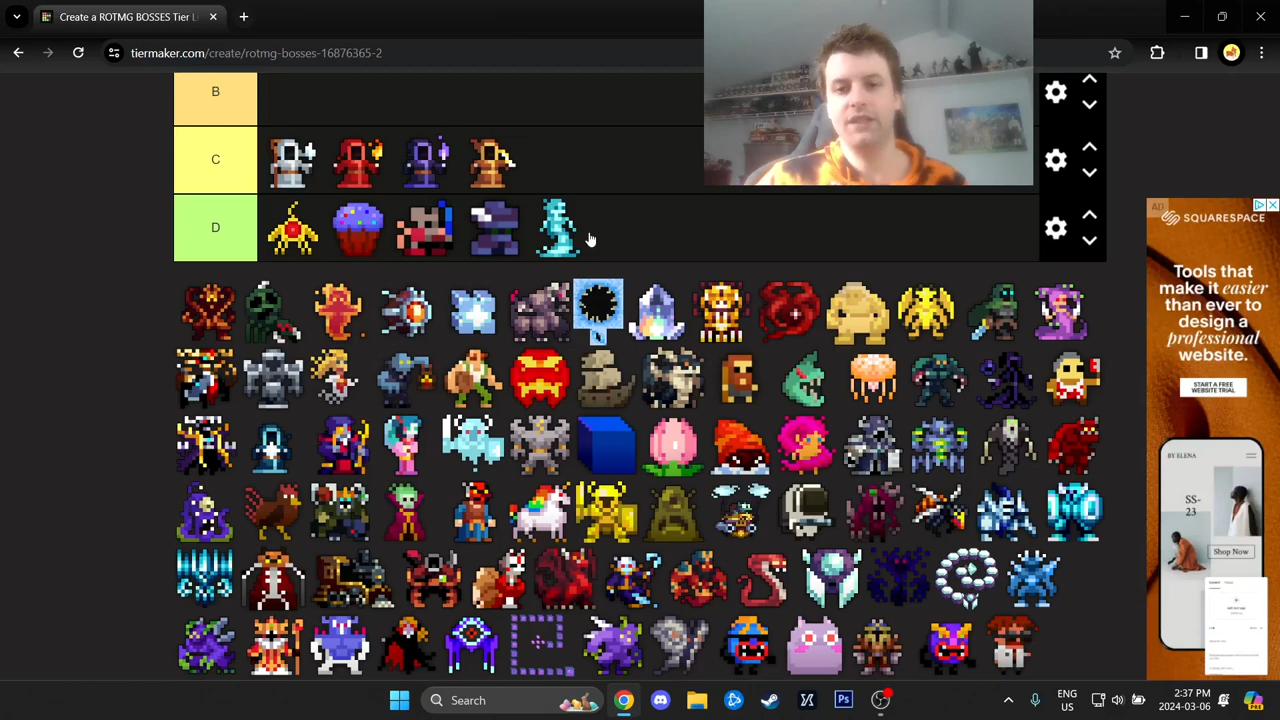 Create a ROTMG BOSSES Tier Li
tiermaker.com/create/rotmg-bosses-16876365-2
B
C
D
AD
SQUARESPACE
Things that
make it easier
than ever to
design a
professional
website.
START A FREE
WEBSITE TRIAL
BY ELENA
SS-
23
Shop Now
Search
ENG
US
2:37 PM
2024-03-06